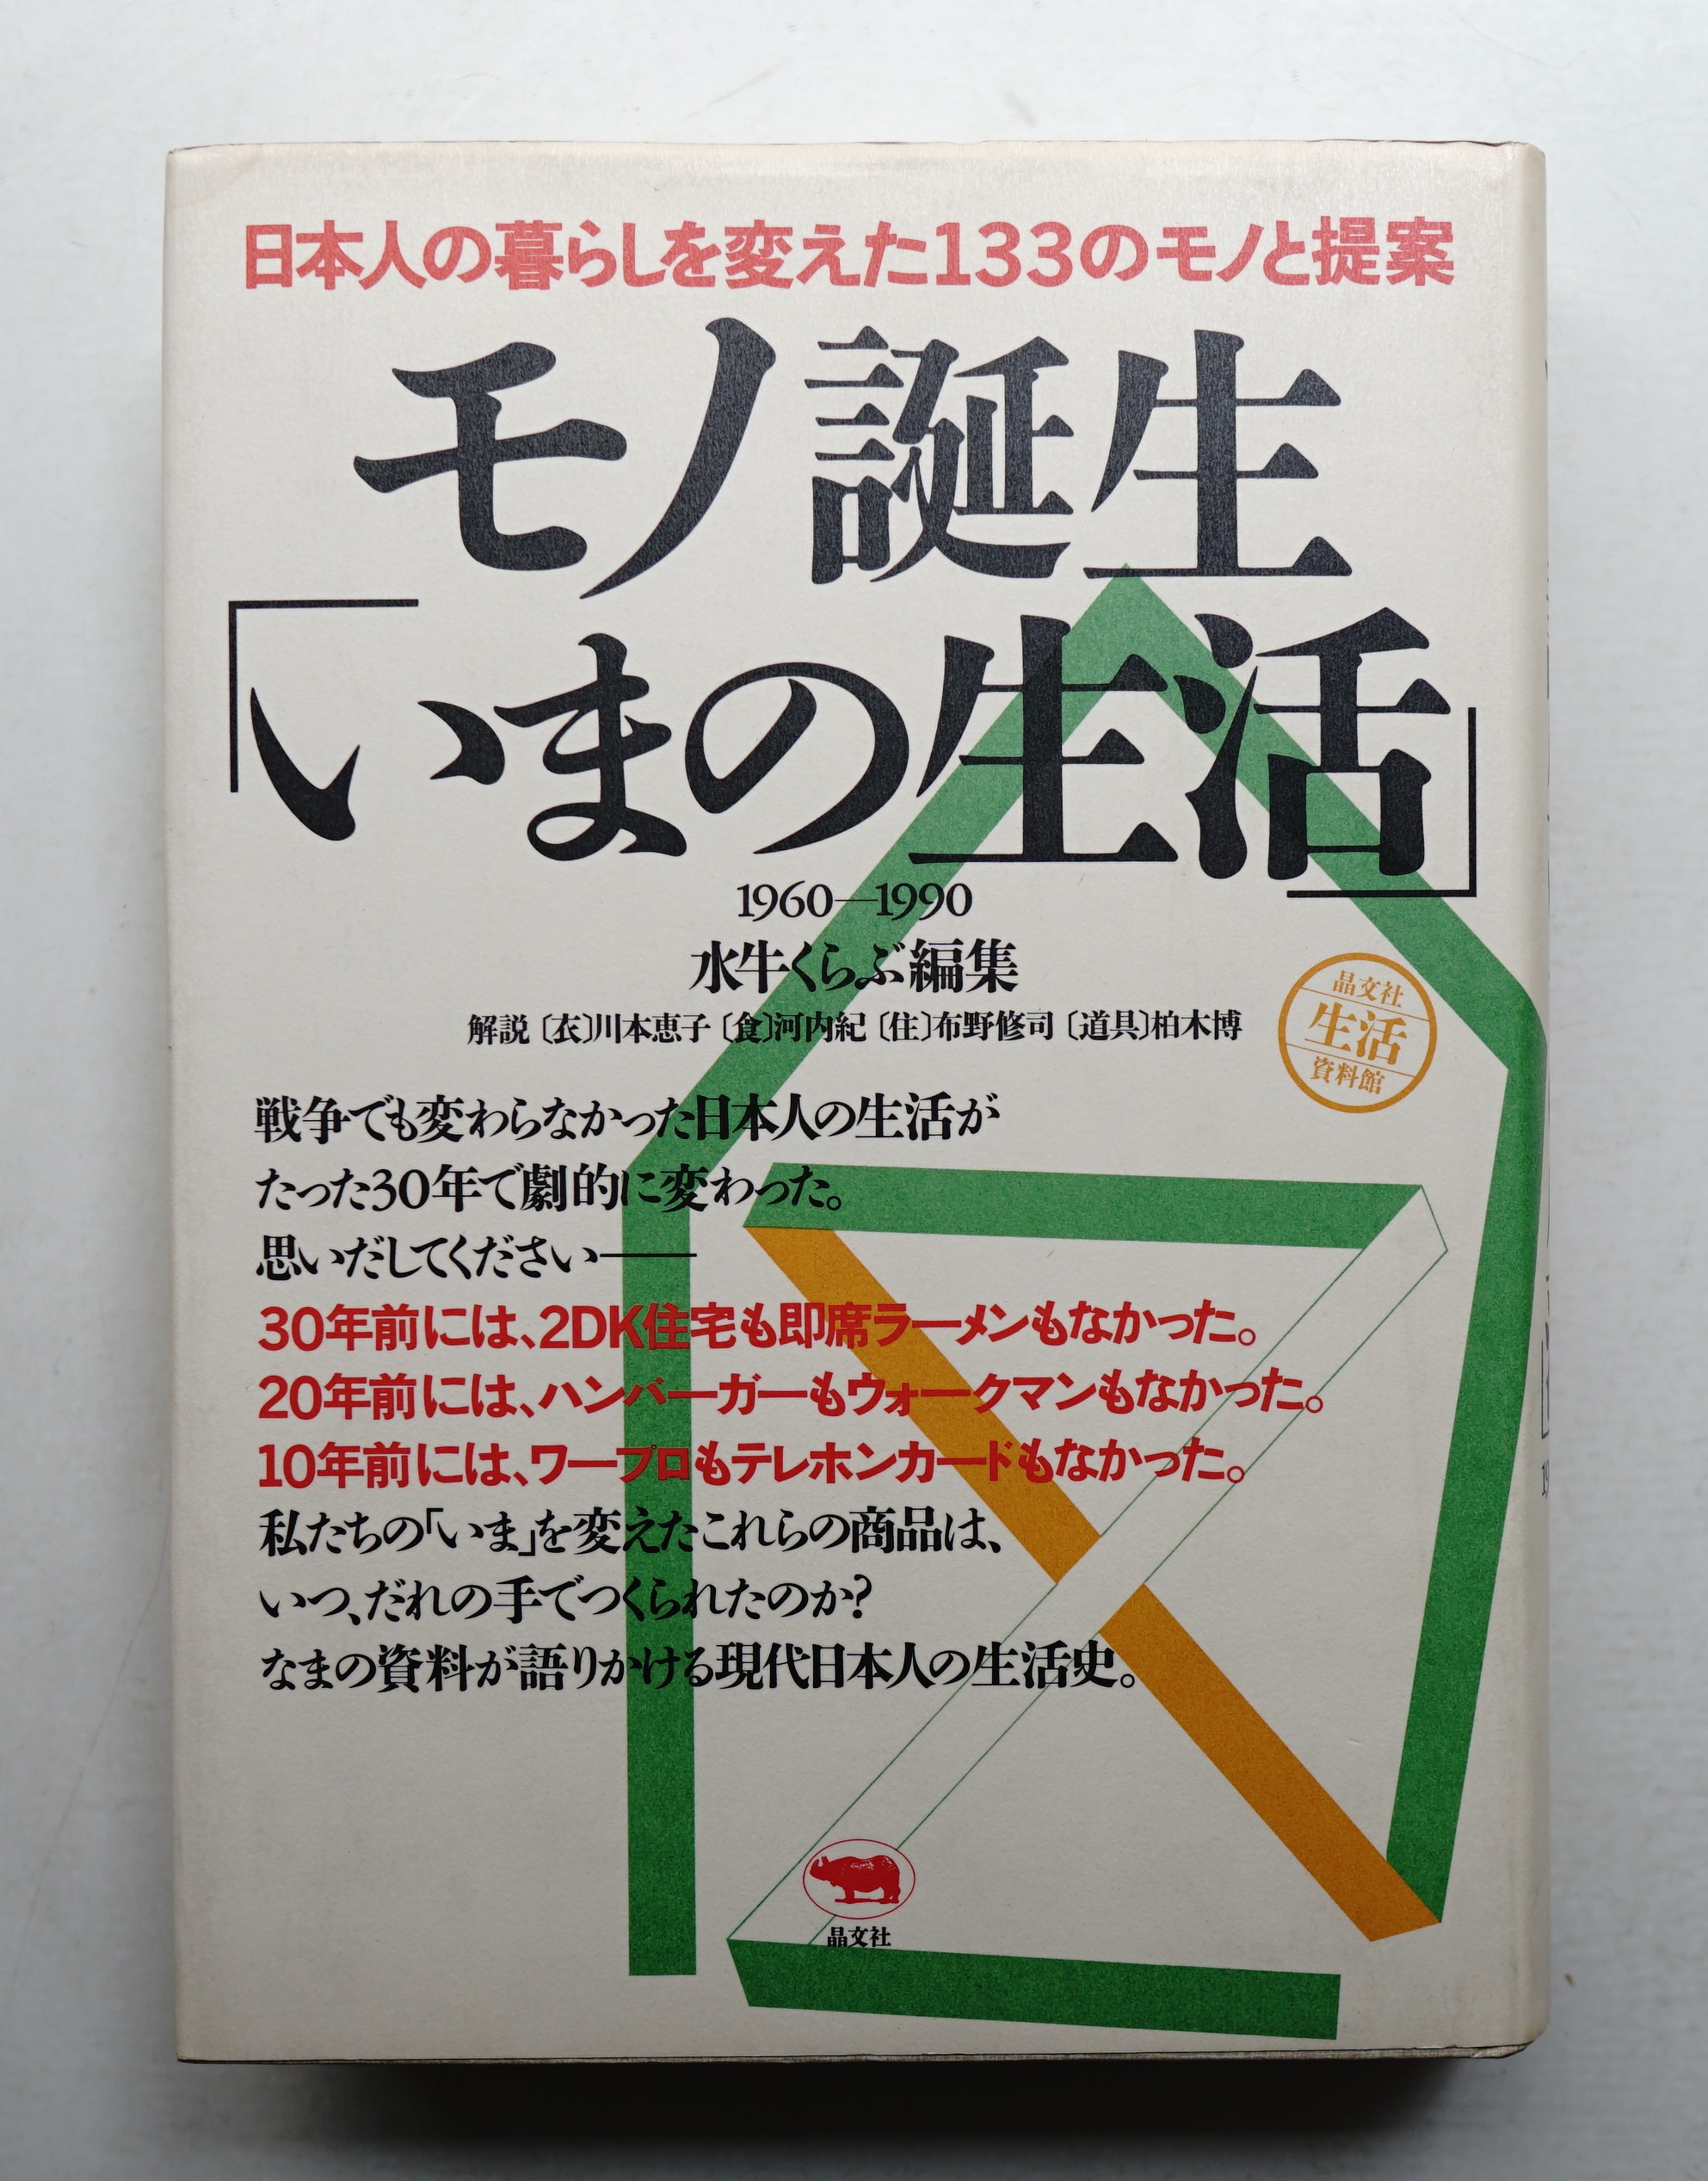 日本人の暮らしを変えた133のモノと提案
モノ誕生
「いまの生活」
1960—1990
水牛くらぶ編集
解説〔衣〕川本恵子〔食〕河内紀〔住〕布野修司〔道具〕柏木博
晶文社
生活
資料館
戦争でも変わらなかった日本人の生活が
たった30年で劇的に変わった。
思いだしてください——
30年前には、2DK住宅も即席ラーメンもなかった。
20年前には、ハンバーガーもウォークマンもなかった。
10年前には、ワープロもテレホンカードもなかった。
私たちの「いま」を変えたこれらの商品は、
いつ、だれの手でつくられたのか?
なまの資料が語りかける現代日本人の生活史。
晶文社